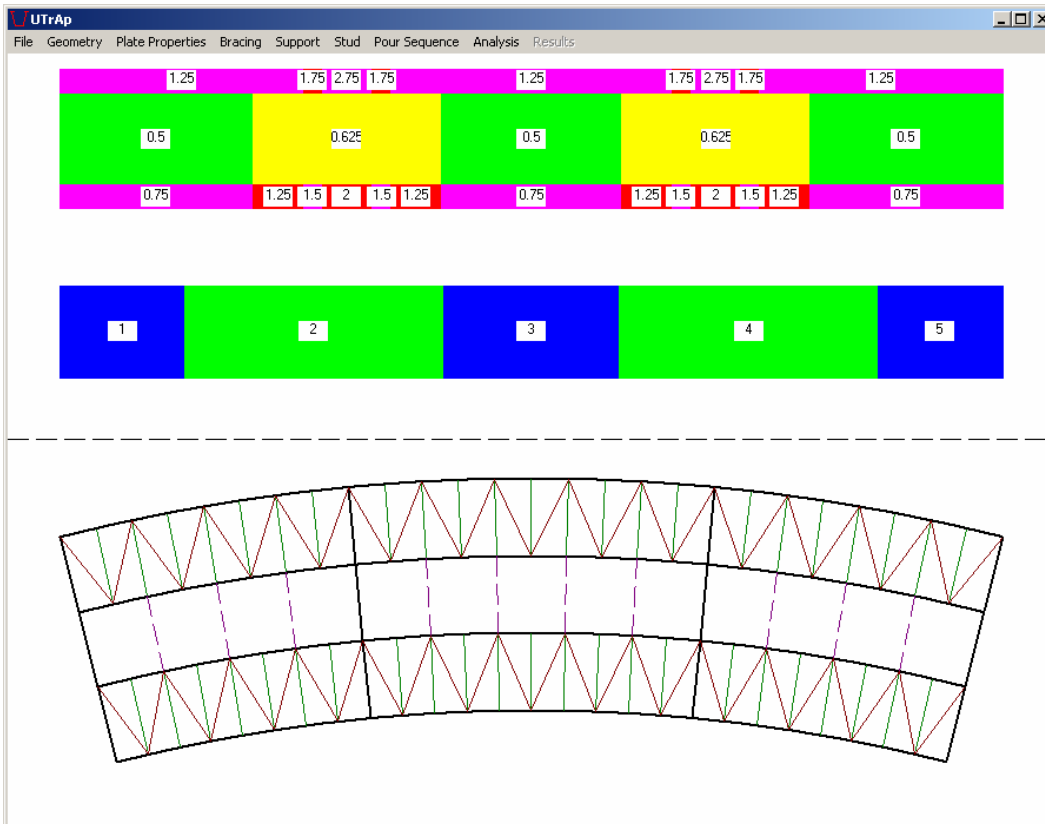 UTrAp
File Geometry Plate Properties Bracing Support Stud Pour Sequence Analysis Results
1.25 1.75 2.75 1.75 1.25 1.75 2.75 1.75 1.25
0.5 0.625 0.5 0.625 0.5
0.75 1.25 1.5 2 1.5 1.25 0.75 1.25 1.5 2 1.5 1.25 0.75
1 2 3 4 5